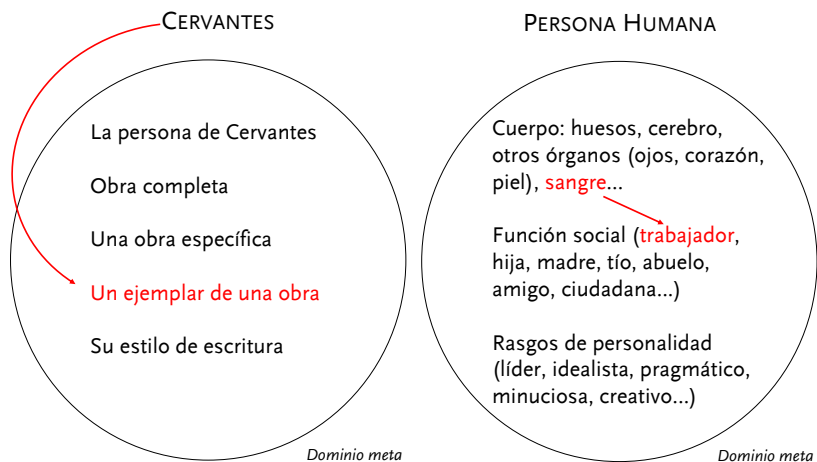 CERVANTES
La persona de Cervantes
Obra completa
Una obra específica
Un ejemplar de una obra
Su estilo de escritura
Dominio meta
PERSONA HUMANA
Cuerpo: huesos, cerebro,
otros órganos (ojos, corazón,
piel), sangre...
Función social (trabajador,
hija, madre, tío, abuelo,
amigo, ciudadana...)
Rasgos de personalidad
(líder, idealista, pragmático,
minuciosa, creativo...)
Dominio meta